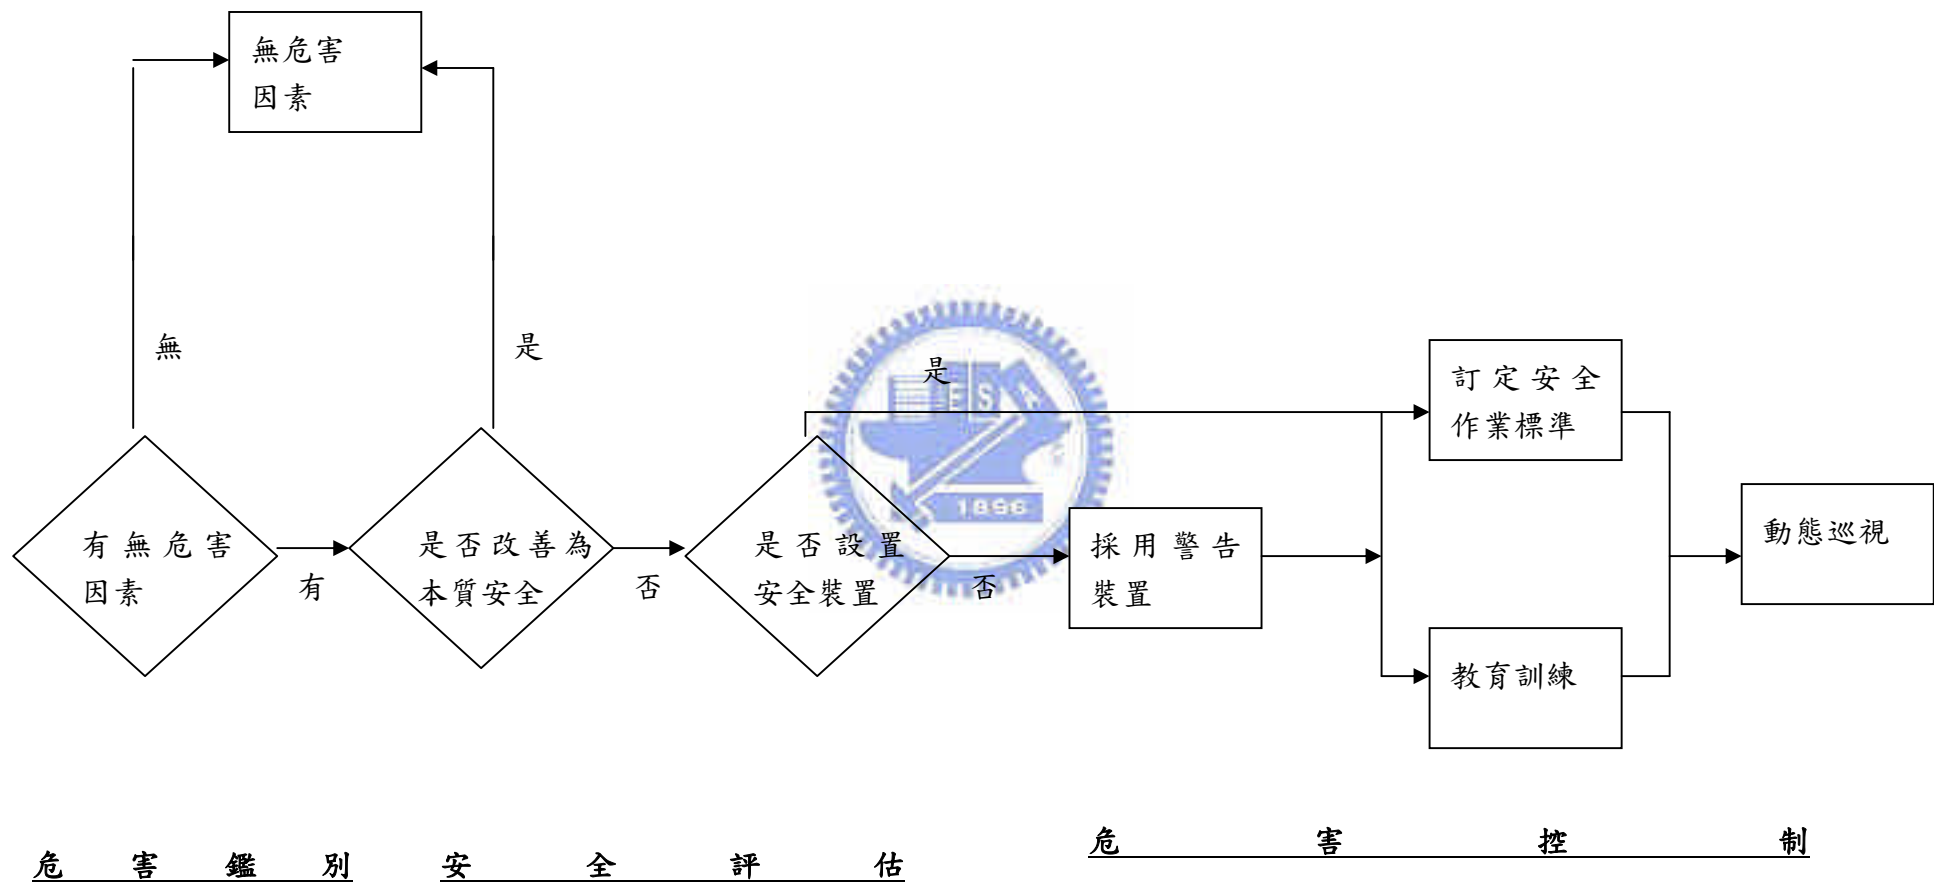 無危害
因素
無
是
是
訂定安全
作業標準
有無危害
因素
有
是否改善為
本質安全
否
是否設置
安全裝置
否
採用警告
裝置
動態巡視
教育訓練
ESA
1896
危害鑑別
安全評估
危害控制